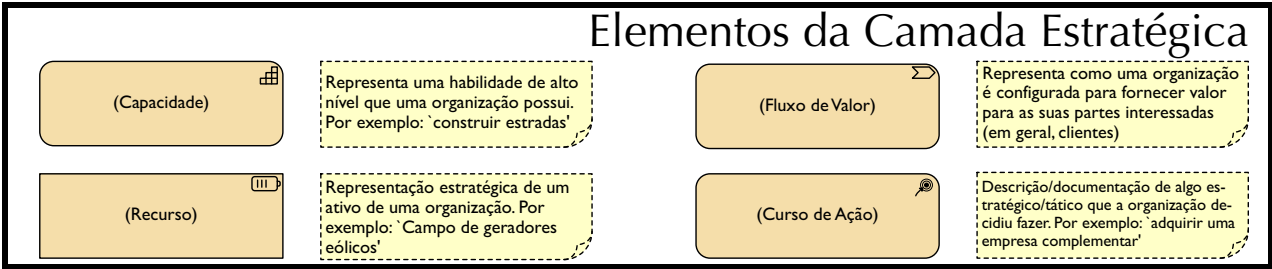 Elementos da Camada Estratégica
(Capacidade)
Representa uma habilidade de alto
nível que uma organização possui.
Por exemplo: `construir estradas'
(Fluxo de Valor)
Representa como uma organização
é configurada para fornecer valor
para as suas partes interessadas
(em geral, clientes)
(Recurso)
Representação estratégica de um
ativo de uma organização. Por
exemplo: `Campo de geradores
eólicos'
(Curso de Ação)
Descrição/documentação de algo es-
tratégico/tático que a organização de-
cidiu fazer. Por exemplo: `adquirir uma
empresa complementar'